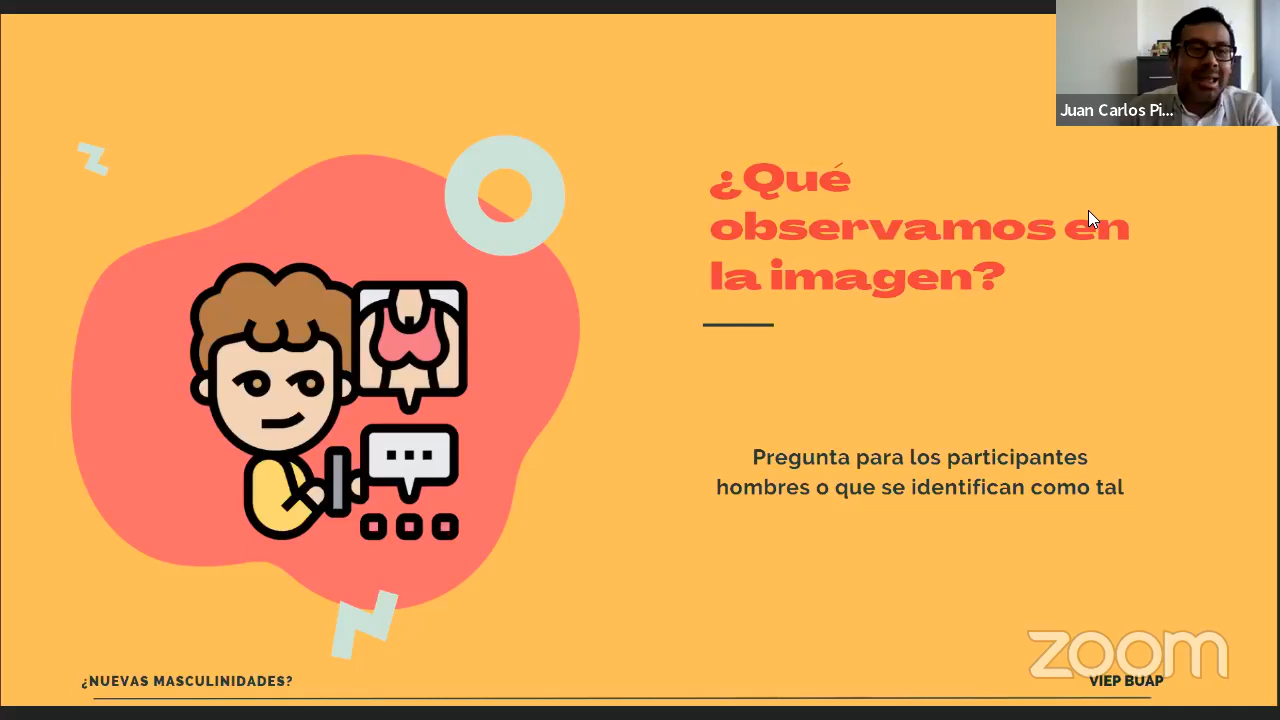 Juan Carlos Pi...
¿Qué
observamos en
la imagen?
Pregunta para los participantes
hombres o que se identifican como tal
zoom
¿NUEVAS MASCULINIDADES?
VIEP BUAP